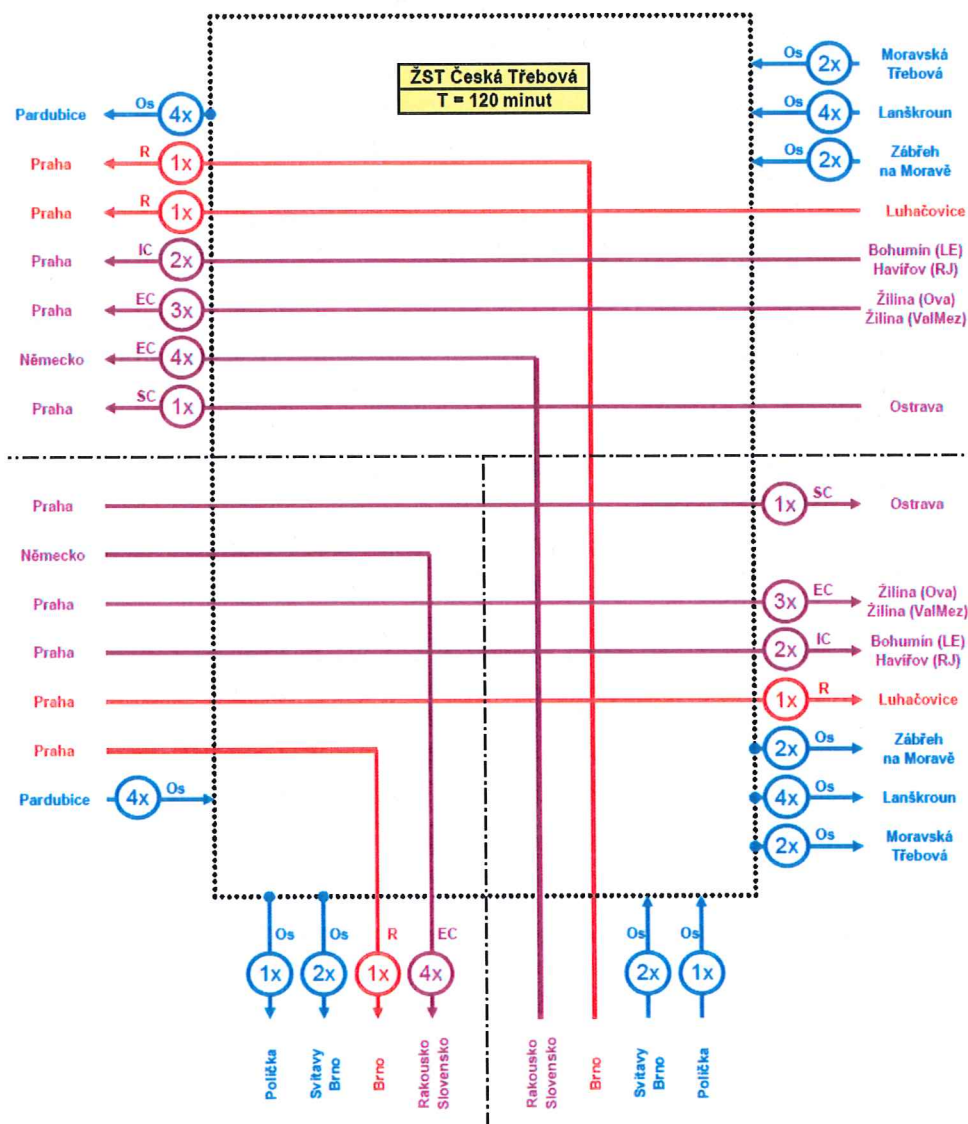 ŽST Česká Třebová
T = 120 minut
Os 2x Moravská
Třebová
Pardubice Os 4x
Os 4x Lanškroun
Praha R 1x
Os 2x Zábřeh
na Moravě
Praha R 1x Luhačovice
Praha IC 2x Bohumín (LE)
Havířov (RJ)
Praha EC 3x Žilina (Ova)
Žilina (ValMez)
Německo EC 4x
Praha SC 1x Ostrava
Praha 1x SC Ostrava
Německo
Praha 3x EC Žilina (Ova)
Žilina (ValMez)
Praha 2x IC Bohumín (LE)
Havířov (RJ)
Praha 1x R Luhačovice
Praha 2x Os Zábřeh
na Moravě
Pardubice 4x Os 4x Os Lanškroun
2x Os Moravská
Třebová
Os Os R EC Os Os
1x 2x 1x 4x 2x 1x
Polička
Svitavy
Brno
Brno
Rakousko
Slovensko
Rakousko
Slovensko
Brno
Svitavy
Brno
Polička